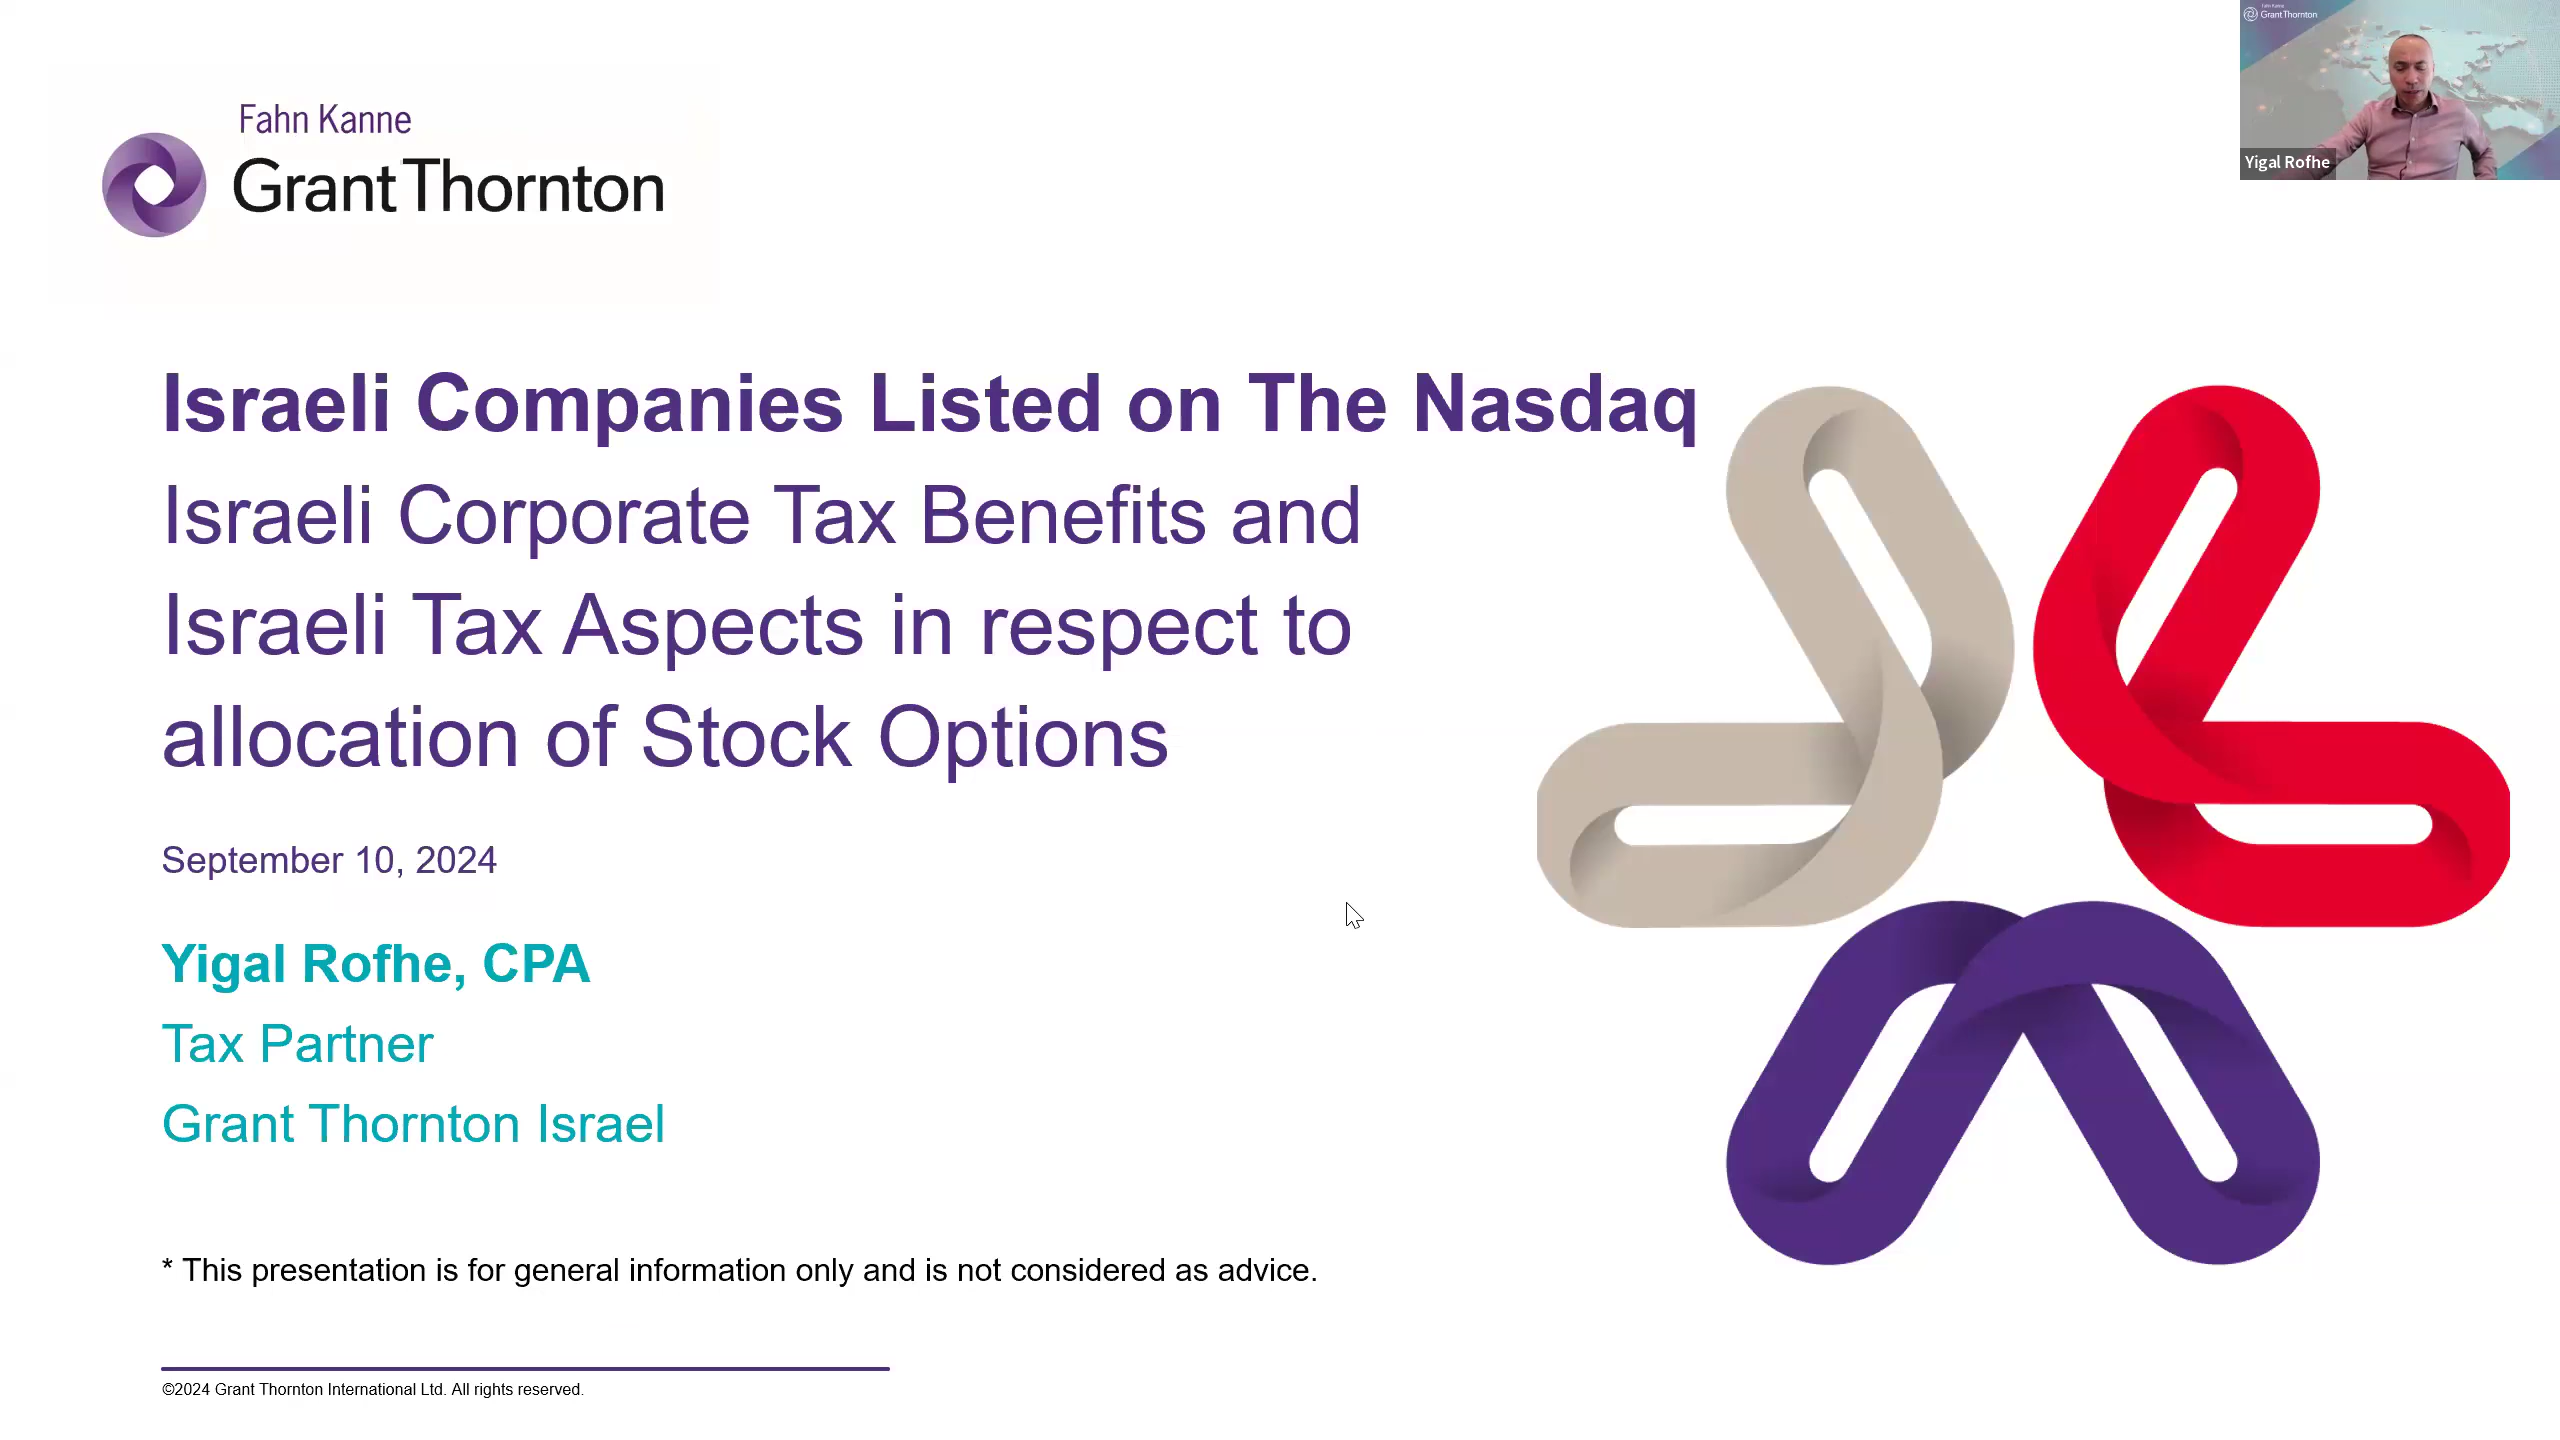 Fahn Kanne
Grant Thornton
Fahn Kanne
Grant Thornton
Yigal Rofhe
Israeli Companies Listed on The Nasdaq
Israeli Corporate Tax Benefits and
Israeli Tax Aspects in respect to
allocation of Stock Options
September 10, 2024
Yigal Rofhe, CPA
Tax Partner
Grant Thornton Israel
* This presentation is for general information only and is not considered as advice.
©2024 Grant Thornton International Ltd. All rights reserved.